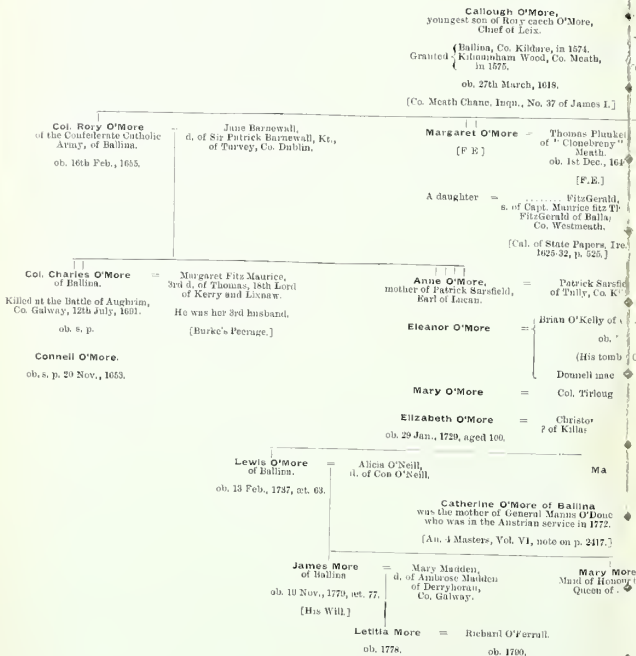 Callough O'More,
youngest son of Rory caech O'More,
Chief of Leix.
Granted
Ballina, Co. Kildare, in 1574.
Wood, Co. Meath,
in 1575.
ob. 27th March, 1618.
[Co. Meath Chanc. Inqn., No. 37 of James I.]
Col. Rory O'More
of the Confederate Catholic
Army, of Ballina.
ob. 16th Feb., 1655.
Jane Barnewall,
d. of Sir Patrick Barnewall, Kt.,
of Turvey, Co. Dublin.
Margaret O'More
[F E]
=
Thomas Plunket
of "Clonebreny"
Meath.
ob. 1st Dec., 164
[F.E.]
A daughter =
........ FitzGerald,
s. of Capt. Maurice fitz
FitzGerald of
Co. Westmeath.
[Cal. of State Papers, Ire.
1625-32, p. 525.]
Col. Charles O'More
of Ballina.
Killed at the Battle of Aughrim,
Co. Galway, 12th July, 1691.
ob. s. p.
=
Margaret Fitz Maurice,
3rd d. of Thomas, 18th Lord
of Kerry and Lixnaw.
He was her 3rd husband.
[Burke's Peerage.]
Connell O'More.
ob. s. p. 20 Nov., 1653.
Anne O'More,
mother of Patrick Sarsfield,
Earl of Lucan.
=
Patrick Sarsfie
of Tully, Co. K
Eleanor O'More
=
Brian O'Kelly of
ob.
(His tomb
Donnell mac
Mary O'More = Col. Tirloug
Elizabeth O'More
ob. 29 Jan., 1729, aged 100.
=
Christo
? of Killas
Lewis O'More
of Ballina.
ob. 13 Feb., 1737, æt. 63.
=
Alicia O'Neill,
d. of Con O'Neill.
Ma
Catherine O'More of Ballina
was the mother of General Manus O'Donc
who was in the Austrian service in 1772.
[An. 4 Masters, Vol. VI, note on p. 2417.]
James More
of Ballina
ob. 10 Nov., 1779, æt. 77.
[His Will.]
=
Mary Madden,
d. of Ambrose Madden
of Derryhoran,
Co. Galway.
Mary More
Maid of Honour
Queen of
Letitia More
ob. 1778.
=
Richard O'Ferrall.
ob. 1790.